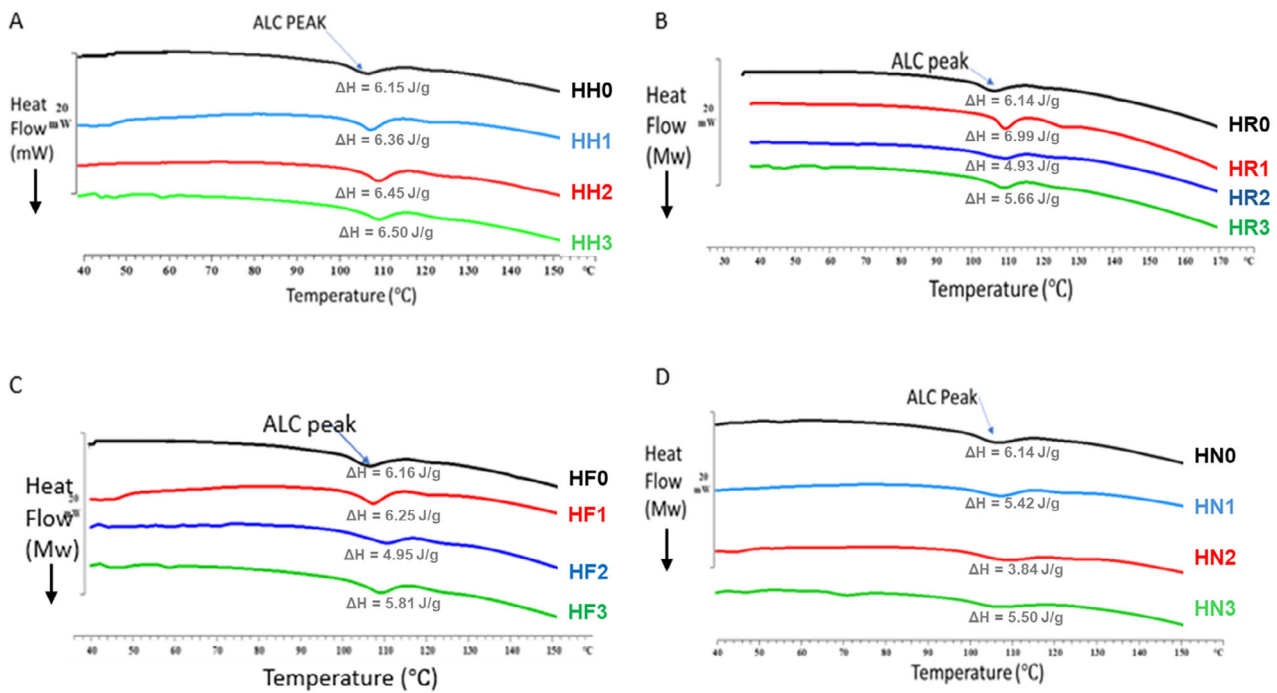 A
ALC PEAK
Heat
Flow
(mW)
20
mW
ΔH = 6.15 J/g
HH0
ΔH = 6.36 J/g
HH1
ΔH = 6.45 J/g
HH2
ΔH = 6.50 J/g
HH3
40 50 60 70 80 90 100 110 120 130 140 150 °C
Temperature (°C)
B
ALC peak
Heat
Flow
(Mw)
20
mW
ΔH = 6.14 J/g
HR0
ΔH = 6.99 J/g
HR1
ΔH = 4.93 J/g
HR2
ΔH = 5.66 J/g
HR3
30 40 50 60 70 80 90 100 110 120 130 140 150 160 170 °C
Temperature (°C)
C
ALC peak
Heat
Flow
(Mw)
20
ΔH = 6.16 J/g
HF0
ΔH = 6.25 J/g
HF1
ΔH = 4.95 J/g
HF2
ΔH = 5.81 J/g
HF3
40 50 60 70 80 90 100 110 120 130 140 150 °C
Temperature (°C)
D
ALC Peak
Heat
Flow
(Mw)
20
mW
ΔH = 6.14 J/g
HN0
ΔH = 5.42 J/g
HN1
ΔH = 3.84 J/g
HN2
ΔH = 5.50 J/g
HN3
40 50 60 70 80 90 100 110 120 130 140 150 °C
Temperature (°C)